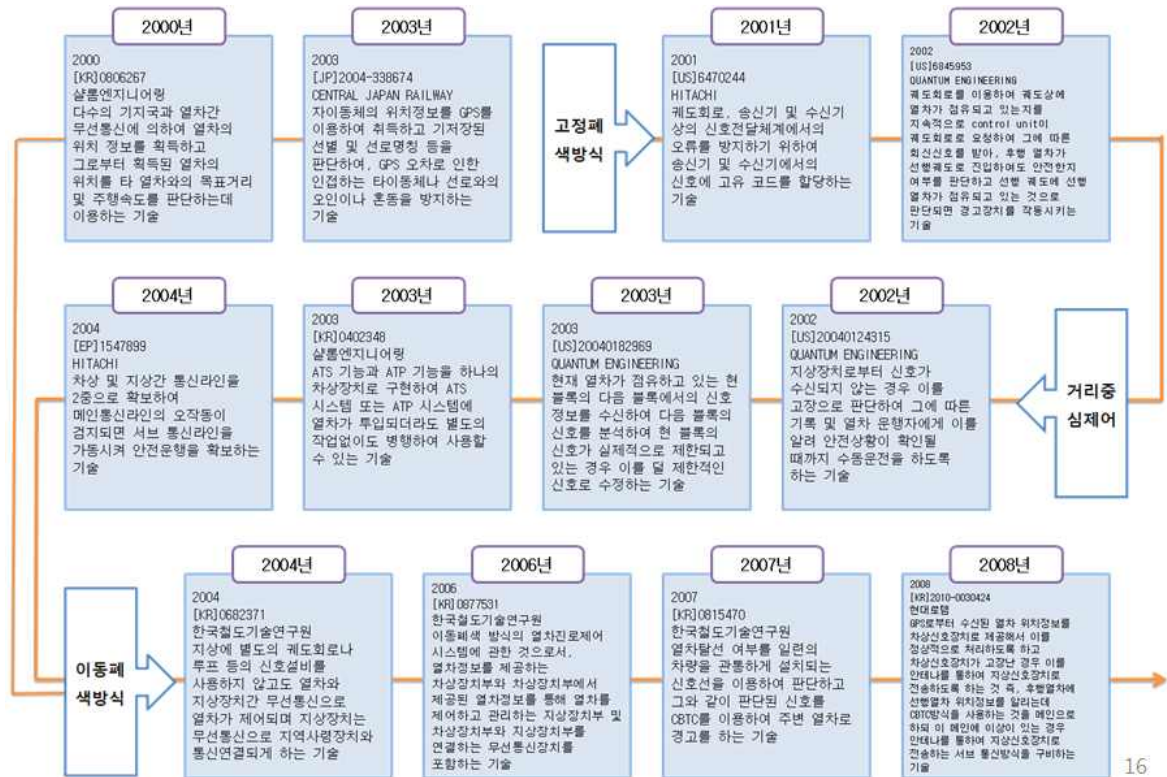 2000년
2000
[KR]0806267
샬롬엔지니어링
다수의 기지국과 열차간
무선통신에 의하여 열차의
위치 정보를 획득하고
그로부터 획득된 열차의
위치를 타 열차와의 목표거리
및 주행속도를 판단하는데
이용하는 기술
2003년
2003
[JP]2004-338674
CENTRAL JAPAN RAILWAY
자이동체의 위치정보를 GPS를
이용하여 취득하고 기저장된
선별 및 선로명칭 등을
판단하여, GPS 오차로 인한
인접하는 타이동체나 선로와의
오인이나 혼동을 방지하는
기술
고정폐
색방식
2001년
2001
[US]6470244
HITACHI
궤도회로, 송신기 및 수신기
상의 신호전달체계에서의
오류를 방지하기 위하여
송신기 및 수신기에서의
신호에 고유 코드를 할당하는
기술
2002년
2002
[US]6845953
QUANTUM ENGINEERING
궤도회로를 이용하여 궤도상에
열차가 점유되고 있는지를
지속적으로 control unit이
궤도회로로 요청하여 그에 따른
회신신호를 받아, 후행 열차가
선행궤도로 진입하여도 안전한지
여부를 판단하고 선행 궤도에 선행
열차가 점유되고 있는 것으로
판단되면 경고장치를 작동시키는
기술
2004년
2004
[EP]1547899
HITACHI
차상 및 지상간 통신라인을
2중으로 확보하여
메인통신라인의 오작동이
검지되면 서브 통신라인을
가동시켜 안전운행을 확보하는
기술
2003년
2003
[KR]0402348
샬롬엔지니어링
ATS 기능과 ATP 기능을 하나의
차상장치로 구현하여 ATS
시스템 또는 ATP 시스템에
열차가 투입되더라도 별도의
작업없이도 병행하여 사용할
수 있는 기술
2003년
2003
[US]20040182969
QUANTUM ENGINEERING
현재 열차가 점유하고 있는 현
블록의 다음 블록에서의 신호
정보를 수신하여 다음 블록의
신호를 분석하여 현 블록의
신호가 실제적으로 제한되고
있는 경우 이를 덜 제한적인
신호로 수정하는 기술
2002년
2002
[US]20040124315
QUANTUM ENGINEERING
지상장치로부터 신호가
수신되지 않는 경우 이를
고장으로 판단하여 그에 따른
기록 및 열차 운행자에게 이를
알려 안전상황이 확인될
때까지 수동운전을 하도록
하는 기술
거리중
심제어
이동폐
색방식
2004년
2004
[KR]0682371
한국철도기술연구원
지상에 별도의 궤도회로나
루프 등의 신호설비를
사용하지 않고도 열차와
지상장치간 무선통신으로
열차가 제어되며 지상장치는
무선통신으로 지역사령장치와
통신연결되게 하는 기술
2006년
2006
[KR]0877531
한국철도기술연구원
이동폐색 방식의 열차진로제어
시스템에 관한 것으로서,
열차정보를 제공하는
차상장치부와 차상장치부에서
제공된 열차정보를 통해 열차를
제어하고 관리하는 지상장치부 및
차상장치부와 지상장치부를
연결하는 무선통신장치를
포함하는 기술
2007년
2007
[KR]0815470
한국철도기술연구원
열차탈선 여부를 일련의
차량을 관통하게 설치되는
신호선을 이용하여 판단하고
그와 같이 판단된 신호를
CBTC를 이용하여 주변 열차로
경고를 하는 기술
2008년
2008
[KR]2010-0030424
현대로템
GPS로부터 수신된 열차 위치정보를
차상신호장치로 제공해서 이를
정상적으로 처리하도록 하고
차상신호장치가 고장난 경우 이를
안테나를 통하여 지상신호장치로
전송하도록 하는 것 즉, 후행열차에
선행열차 위치정보를 알리는데
CBTC방식을 사용하는 것을 메인으로
하되 이 메인에 이상이 있는 경우
안테나를 통하여 지상신호장치로
전송하는 서브 통신방식을 구비하는
기술
16